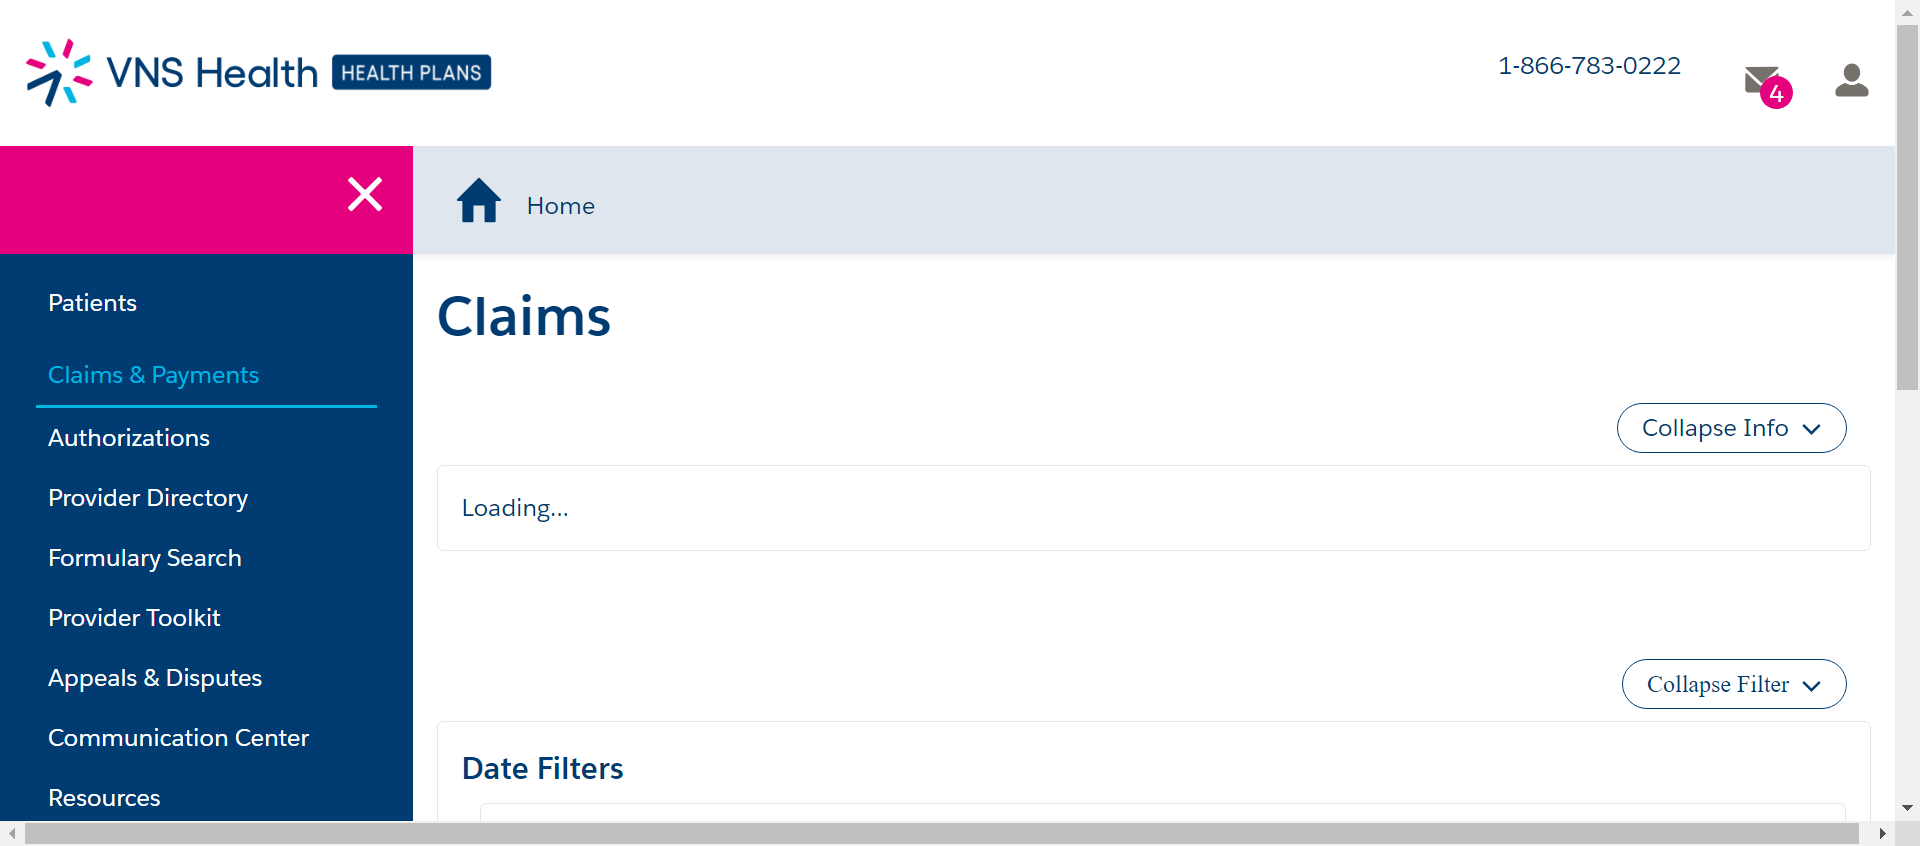 VNS Health HEALTH PLANS
1-866-783-0222
4
Home
Patients
Claims & Payments
Authorizations
Provider Directory
Formulary Search
Provider Toolkit
Appeals & Disputes
Communication Center
Resources
Claims
Collapse Info
Loading...
Collapse Filter
Date Filters